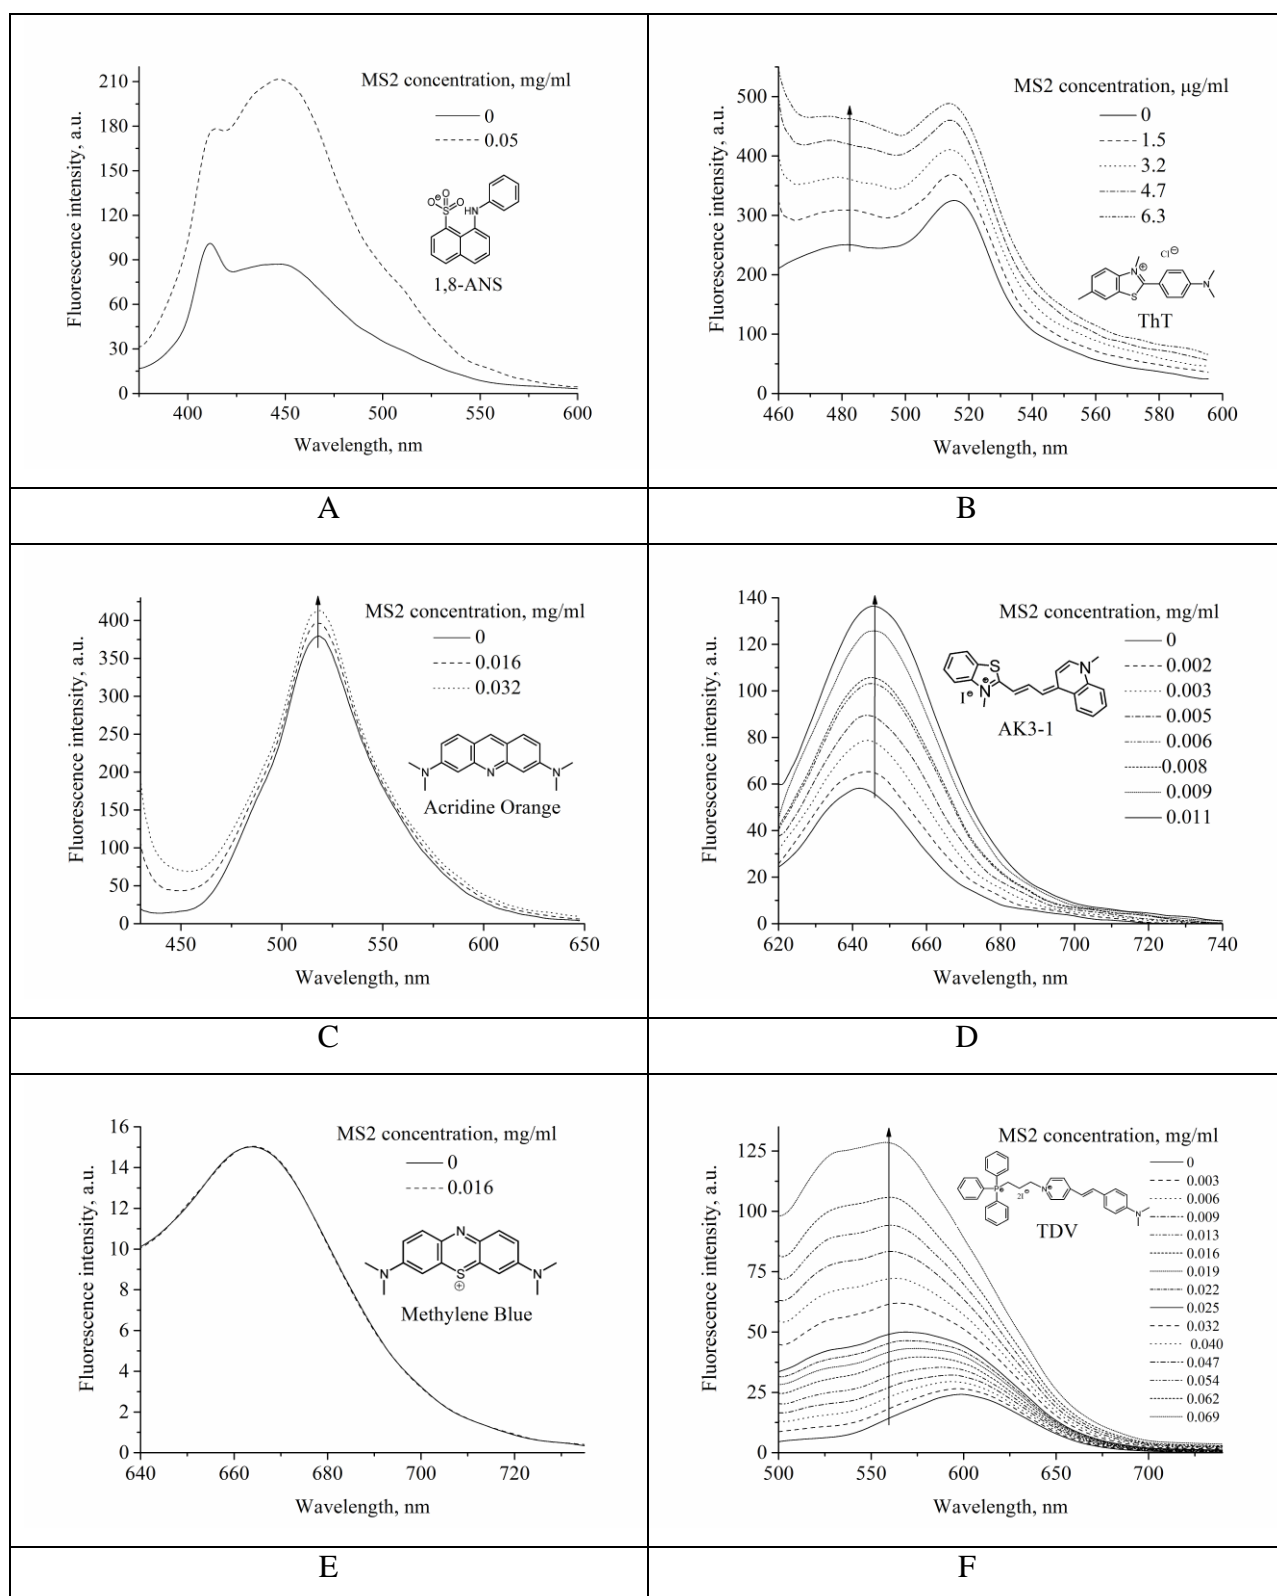 MS2 concentration, mg/ml
0
0.05
1,8-ANS
Fluorescence intensity, a.u.
210
180
150
120
90
60
30
0
400 450 500 550 600
Wavelength, nm
A
MS2 concentration, μg/ml
0
1.5
3.2
4.7
6.3
Cl⊖
N⊕
S
N
ThT
Fluorescence intensity, a.u.
500
400
300
200
100
0
460 480 500 520 540 560 580 600
Wavelength, nm
B
MS2 concentration, mg/ml
0
0.016
0.032
N N N
Acridine Orange
Fluorescence intensity, a.u.
400
350
300
250
200
150
100
50
0
450 500 550 600 650
Wavelength, nm
C
MS2 concentration, mg/ml
0
0.002
0.003
0.005
0.006
0.008
0.009
0.011
S
N⊕
I⊖
N
AK3-1
Fluorescence intensity, a.u.
140
120
100
80
60
40
20
0
620 640 660 680 700 720 740
Wavelength, nm
D
MS2 concentration, mg/ml
0
0.016
N
N S N
⊕
Methylene Blue
Fluorescence intensity, a.u.
16
14
12
10
8
6
4
2
0
640 660 680 700 720
Wavelength, nm
E
MS2 concentration, mg/ml
0
0.003
0.006
0.009
0.013
0.016
0.019
0.022
0.025
0.032
0.040
0.047
0.054
0.062
0.069
P⊕
2I⊖
N⊕
N
TDV
Fluorescence intensity, a.u.
125
100
75
50
25
0
500 550 600 650 700
Wavelength, nm
F